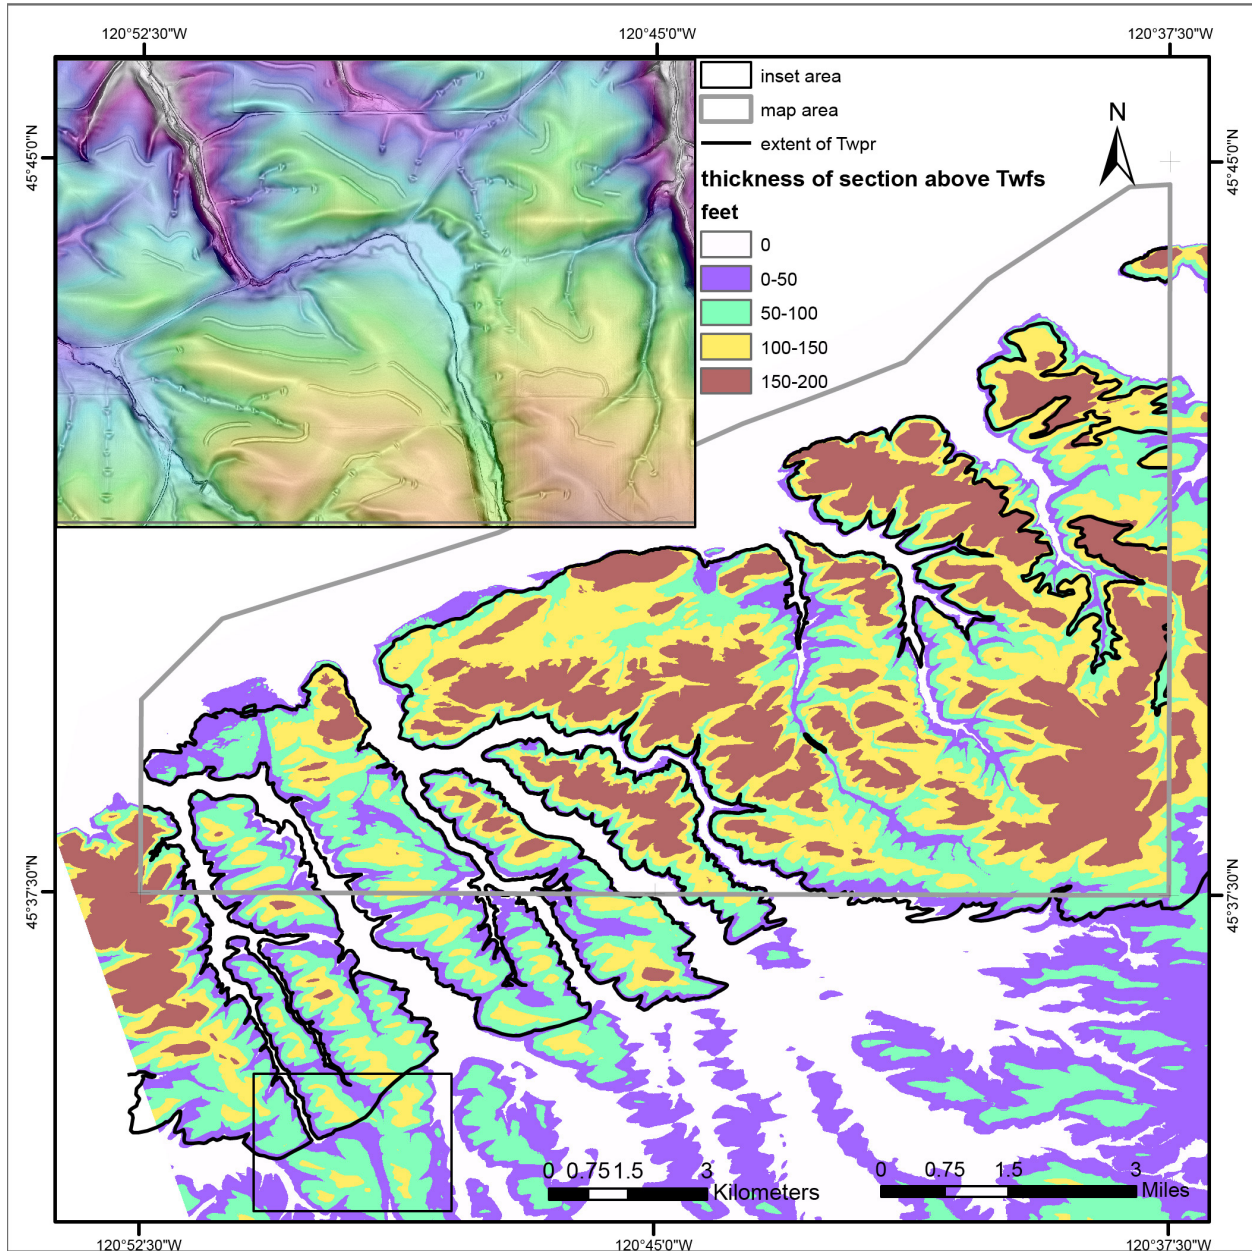 120°52'30"W
120°45'0"W
120°37'30"W
45°45'0"N
45°45'0"N
inset area
map area
extent of Twpr
thickness of section above Twfs
feet
0
0-50
50-100
100-150
150-200
N
45°37'30"N
45°37'30"N
0 0.75 1.5 3
Kilometers
0 0.75 1.5 3
Miles
120°52'30"W
120°45'0"W
120°37'30"W